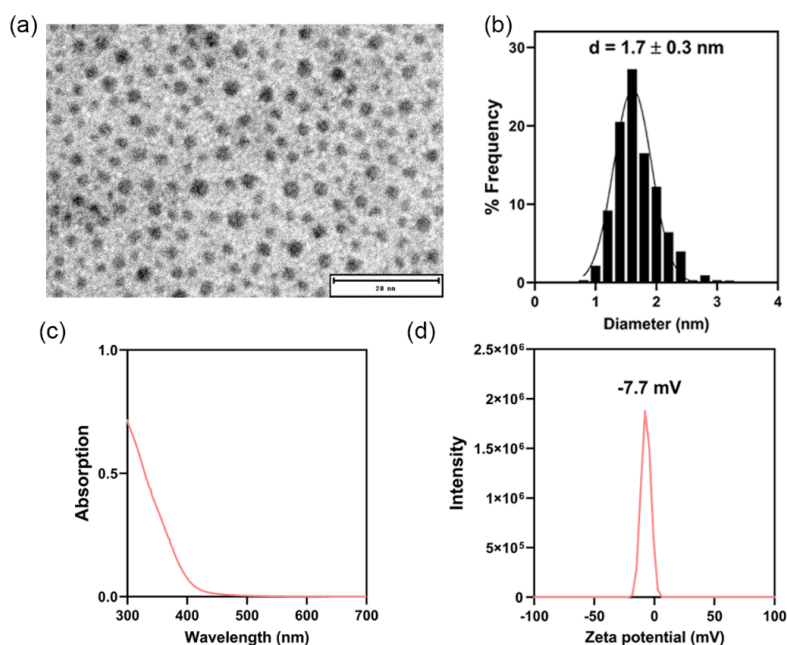 (a)
20 nm
(b)
d = 1.7 ± 0.3 nm
% Frequency
30
20
10
0
0 1 2 3 4
Diameter (nm)
(c)
Absorption
1.0
0.5
0.0
300 400 500 600 700
Wavelength (nm)
(d)
-7.7 mV
Intensity
2.5×10⁶
2×10⁶
1.5×10⁶
1×10⁶
5×10⁵
0
-100 -50 0 50 100
Zeta potential (mV)